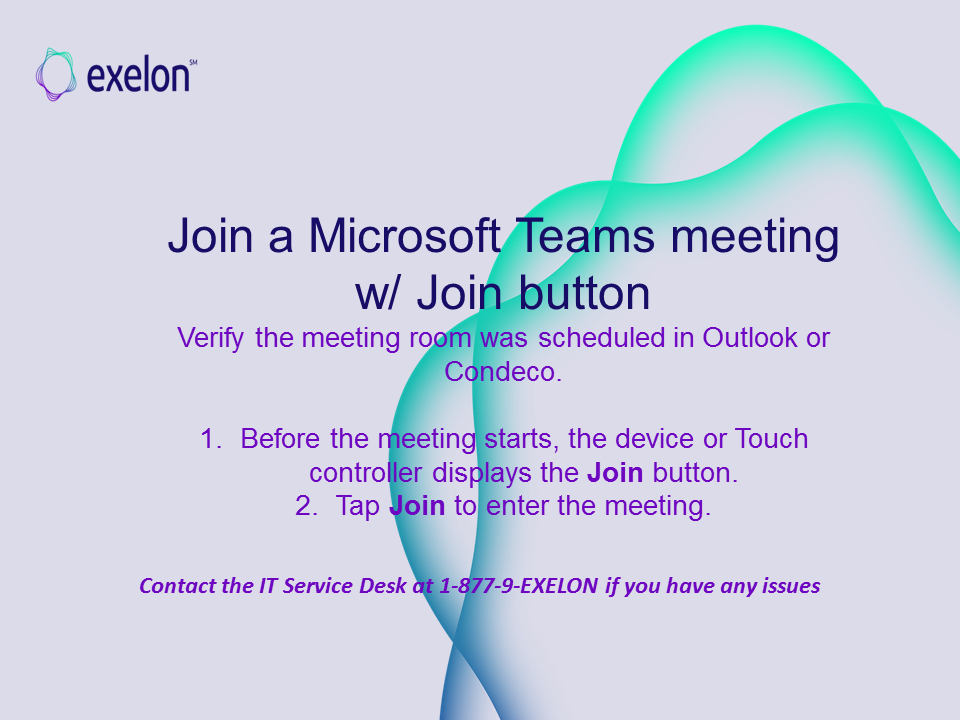 exelon℠
Join a Microsoft Teams meeting
w/ Join button
Verify the meeting room was scheduled in Outlook or
Condeco.
1. Before the meeting starts, the device or Touch
controller displays the Join button.
2. Tap Join to enter the meeting.
Contact the IT Service Desk at 1-877-9-EXELON if you have any issues